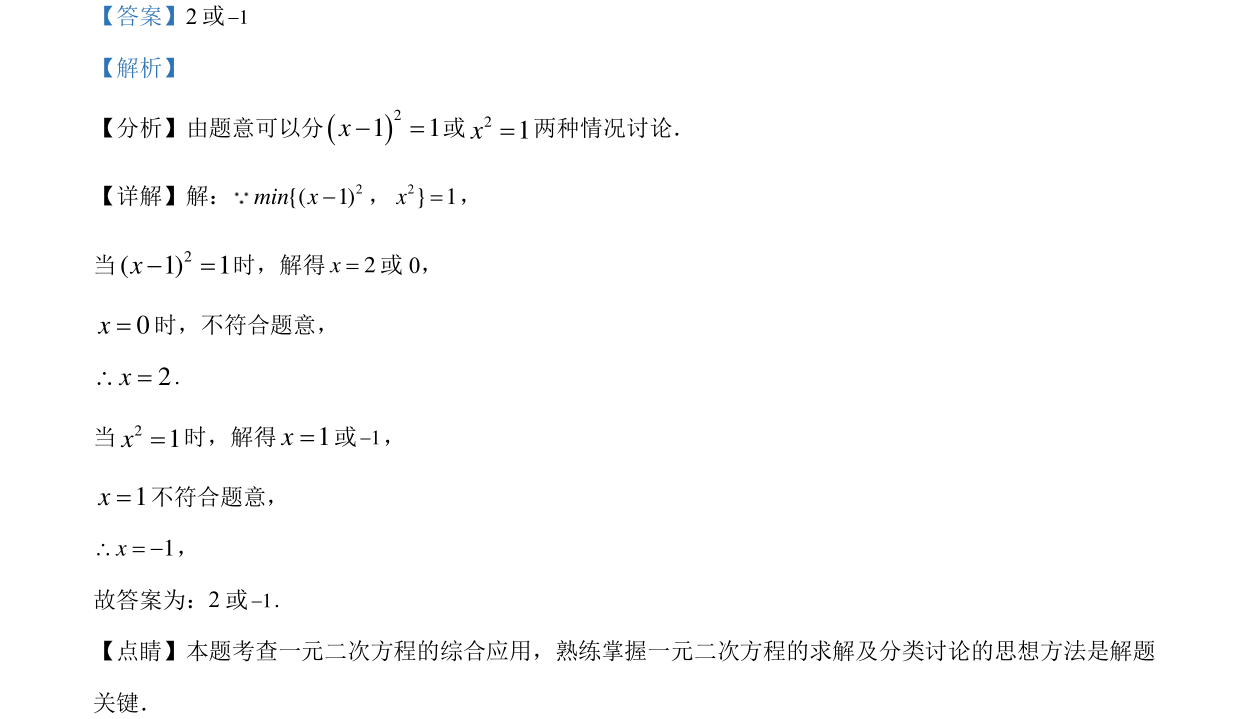 【答案】2 或 −1
【解析】
【分析】由题意可以分(x−1)²=1或 x²=1两种情况讨论.
【详解】解：∵min{(x−1)²， x²}=1，
当(x−1)²=1时，解得x=2或 0，
x=0时，不符合题意，
∴x=2.
当x²=1时，解得x=1或−1，
x=1不符合题意，
∴x=−1，
故答案为：2 或−1.
【点睛】本题考查一元二次方程的综合应用，熟练掌握一元二次方程的求解及分类讨论的思想方法是解题
关键．